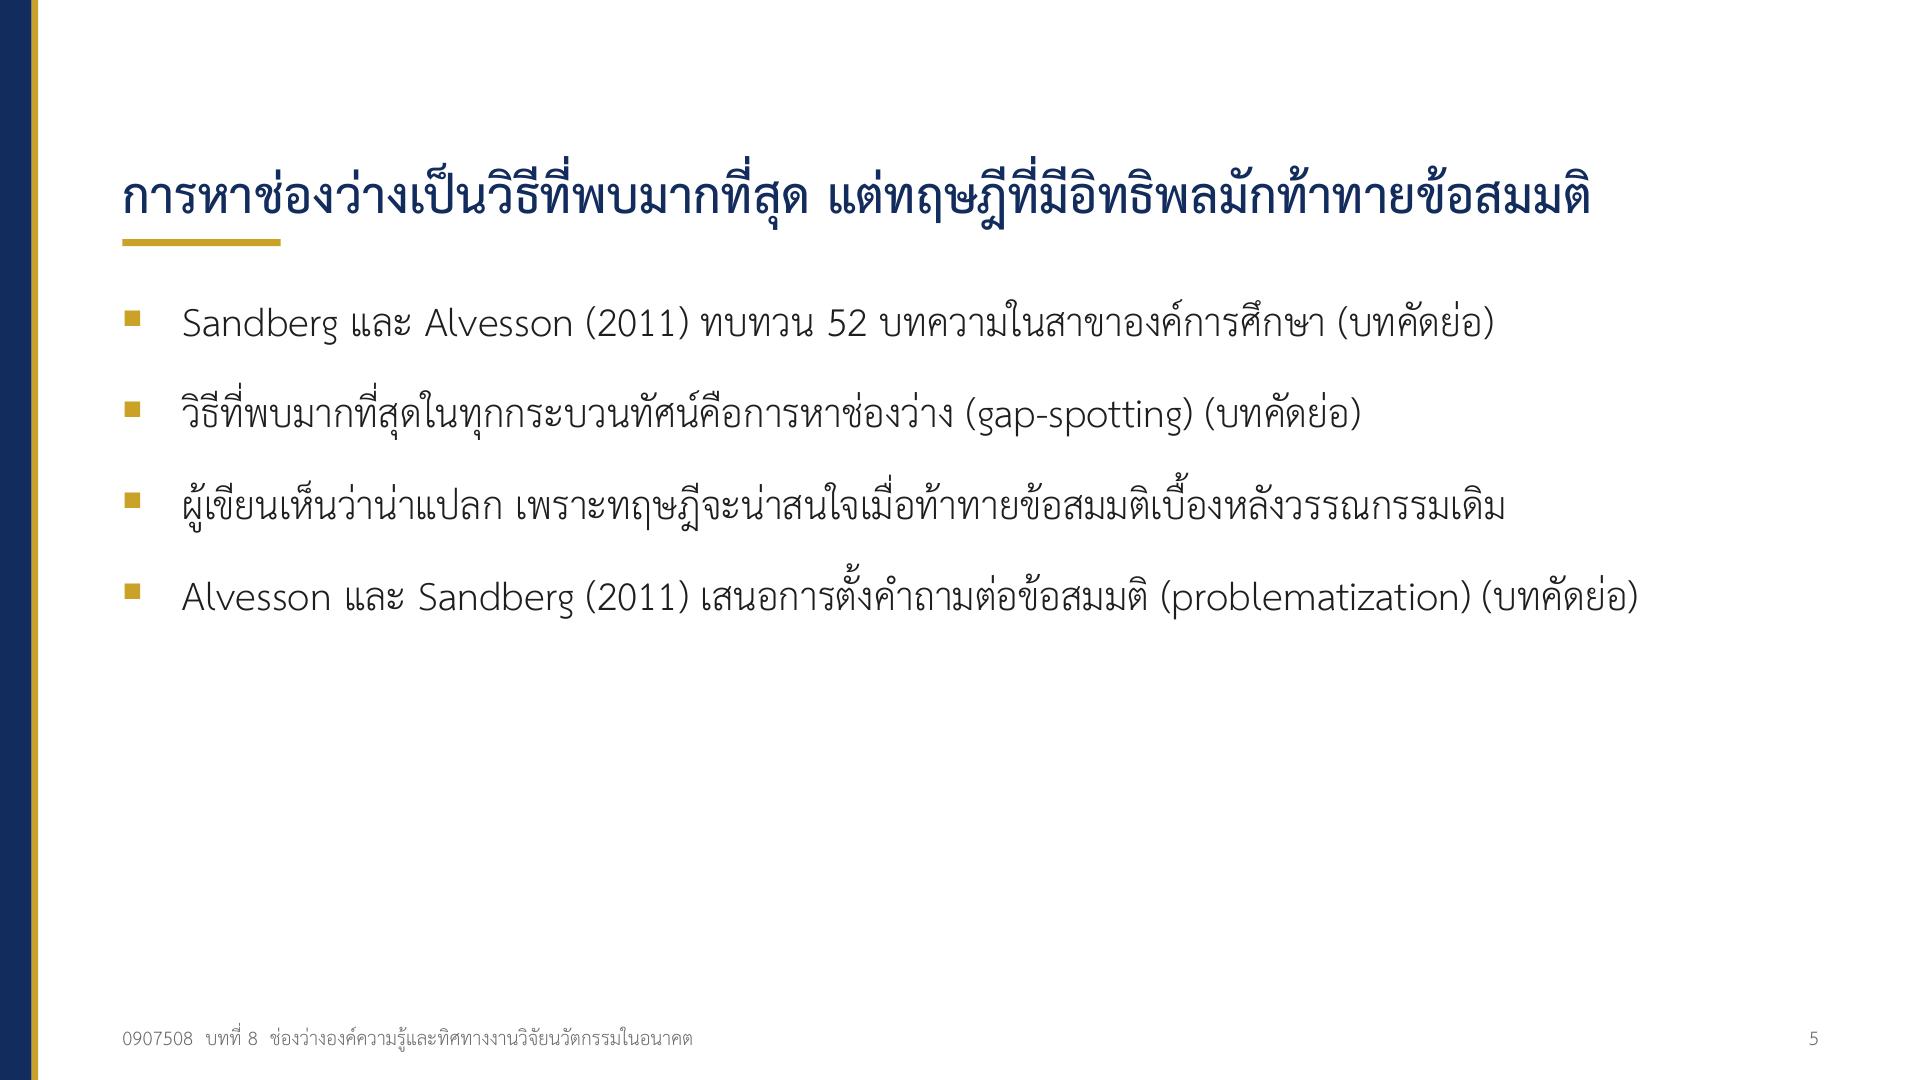 การหาช่องว่างเป็นวิธีที่พบมากที่สุด แต่ทฤษฎีที่มีอิทธิพลมักท้าทายข้อสมมติ
Sandberg และ Alvesson (2011) ทบทวน 52 บทความในสาขาองค์การศึกษา (บทคัดย่อ)
วิธีที่พบมากที่สุดในทุกกระบวนทัศน์คือการหาช่องว่าง (gap-spotting) (บทคัดย่อ)
ผู้เขียนเห็นว่าน่าแปลก เพราะทฤษฎีจะน่าสนใจเมื่อท้าทายข้อสมมติเบื้องหลังวรรณกรรมเดิม
Alvesson และ Sandberg (2011) เสนอการตั้งคำถามต่อข้อสมมติ (problematization) (บทคัดย่อ)
0907508 บทที่ 8 ช่องว่างองค์ความรู้และทิศทางงานวิจัยนวัตกรรมในอนาคต
5